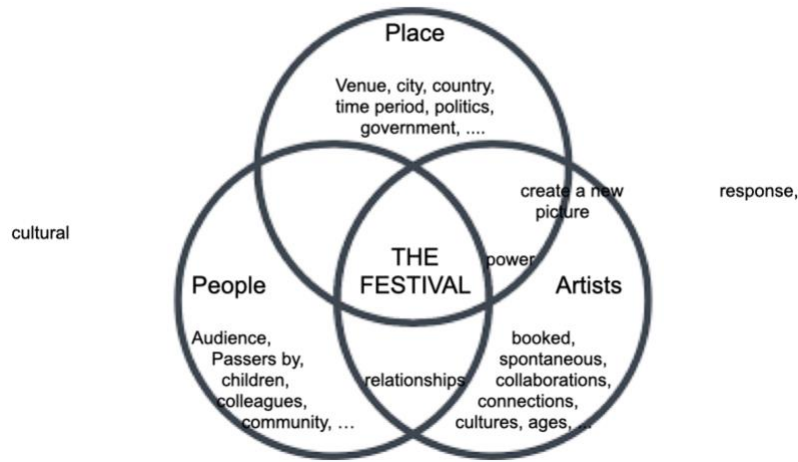 Place
Venue, city, country,
time period, politics,
government, ....
create a new
picture
response,
cultural
THE
FESTIVAL
power
People
Artists
Audience,
Passers by,
children,
colleagues,
community, …
relationships
booked,
spontaneous,
collaborations,
connections,
cultures, ages, ...